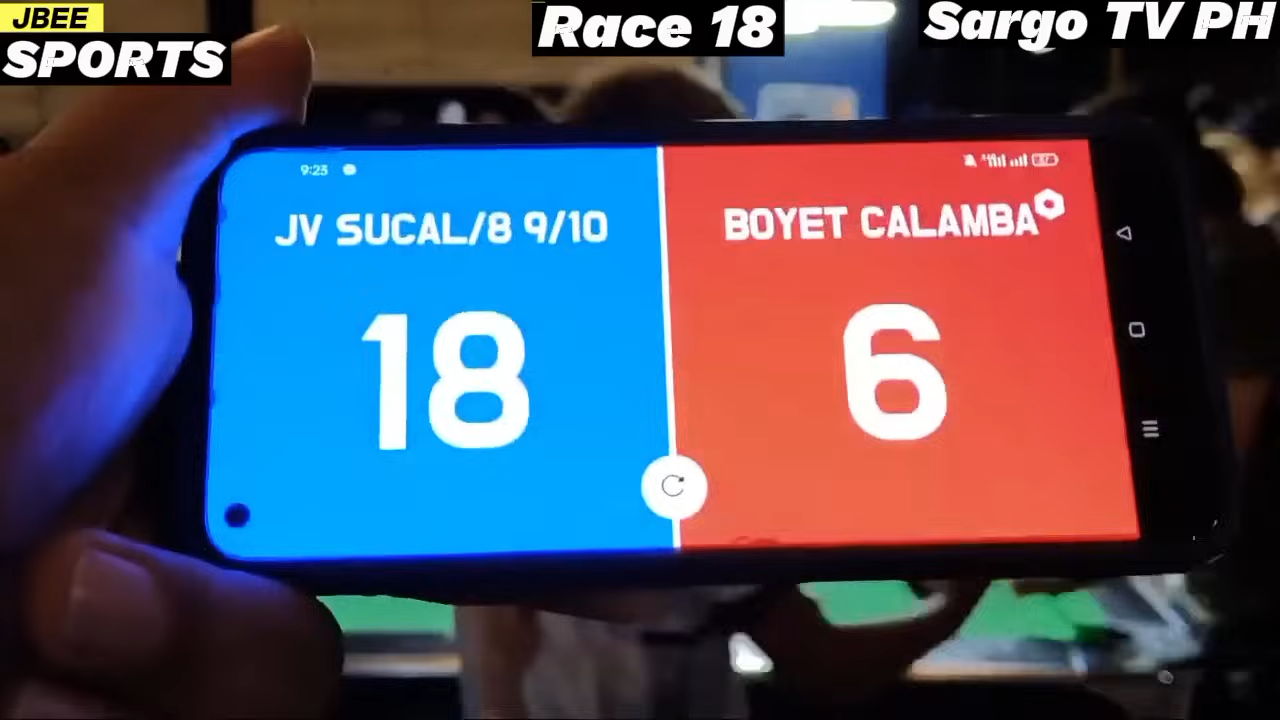 JBEE
SPORTS
Race 18
Sargo TV PH
9:23
JV SUCAL/8 9/10
BOYET CALAMBA
18
6